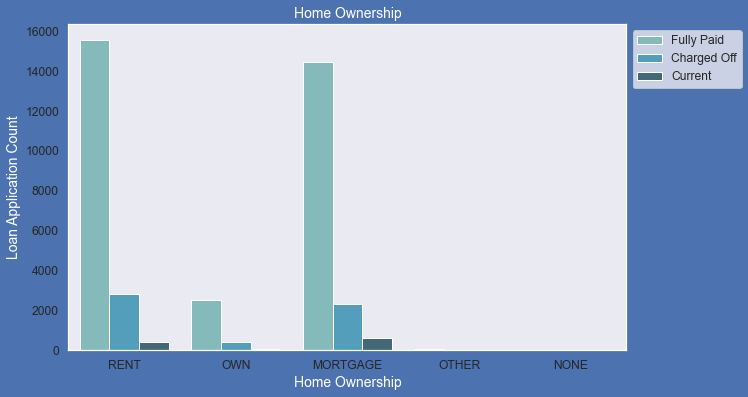 Home Ownership
Fully Paid
Charged Off
Current
Loan Application Count
16000
14000
12000
10000
8000
6000
4000
2000
0
RENT OWN MORTGAGE OTHER NONE
Home Ownership